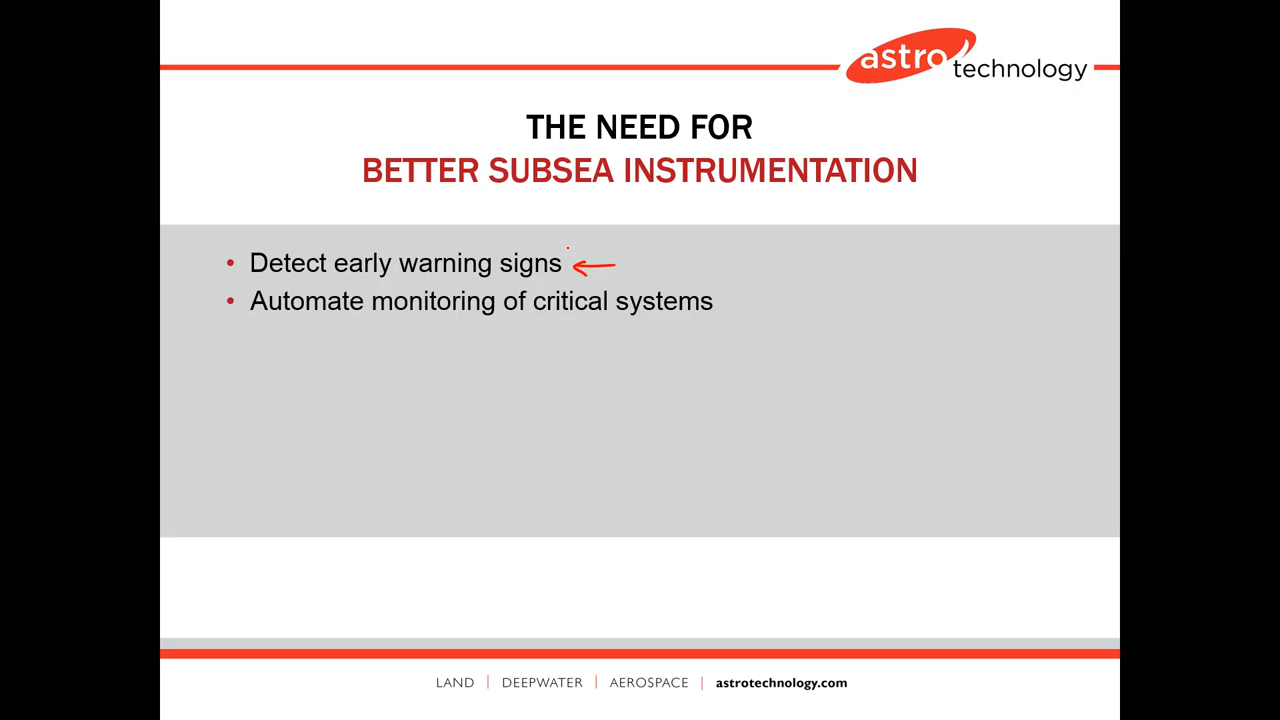 astro technology
THE NEED FOR
BETTER SUBSEA INSTRUMENTATION
• Detect early warning signs
• Automate monitoring of critical systems
LAND | DEEPWATER | AEROSPACE | astrotechnology.com